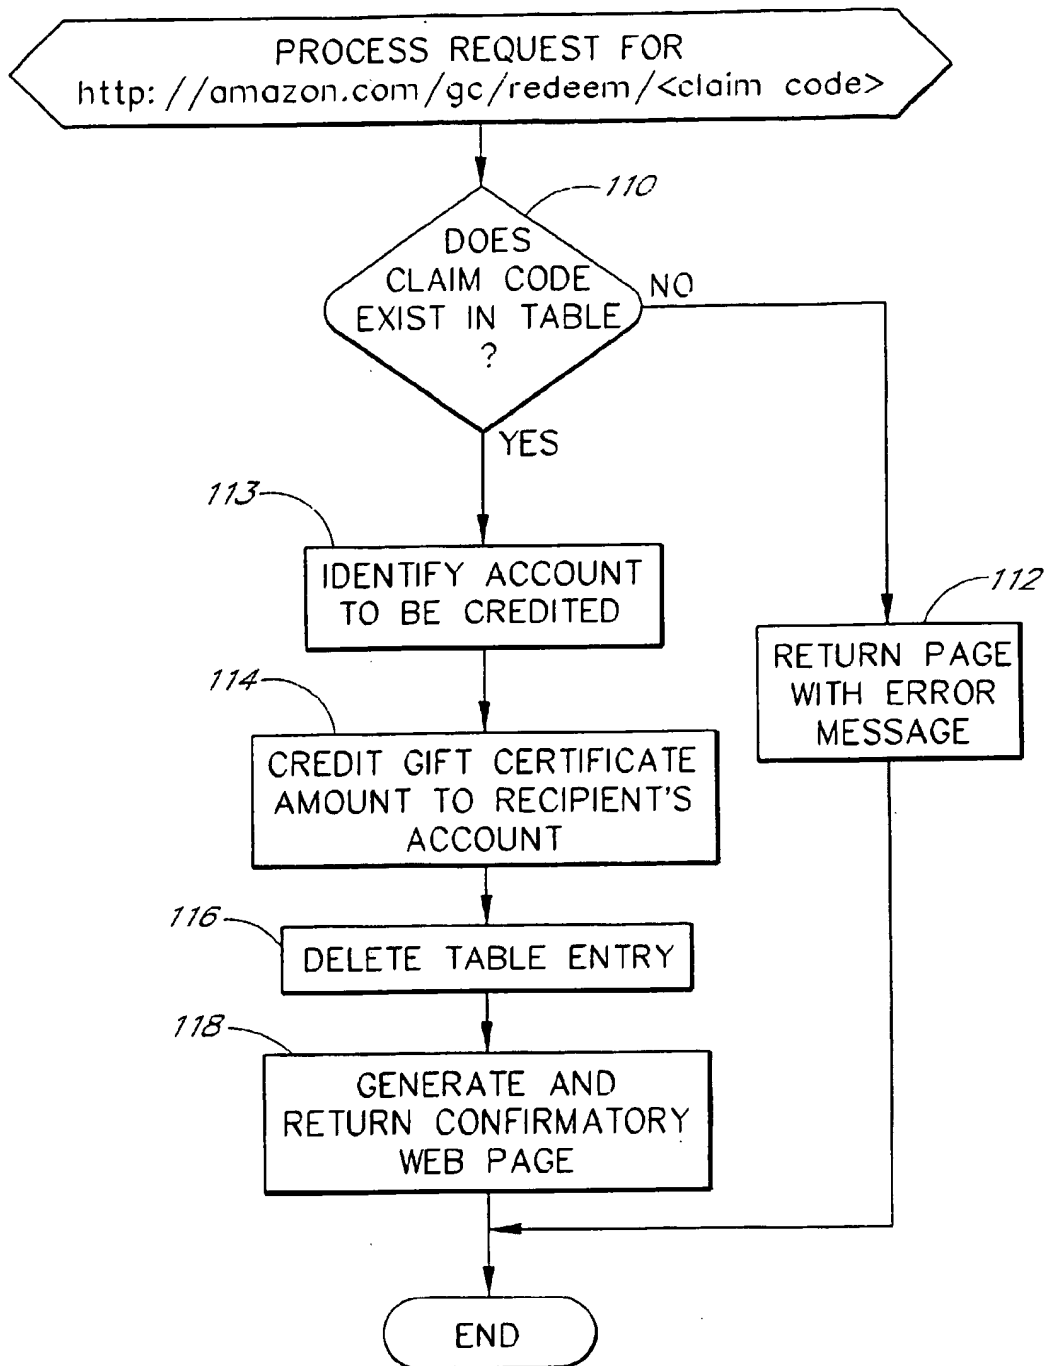 PROCESS REQUEST FOR
http://amazon.com/gc/redeem/<claim code>
110
DOES
CLAIM CODE
EXIST IN TABLE
?
NO
YES
113
IDENTIFY ACCOUNT
TO BE CREDITED
112
RETURN PAGE
WITH ERROR
MESSAGE
114
CREDIT GIFT CERTIFICATE
AMOUNT TO RECIPIENT'S
ACCOUNT
116
DELETE TABLE ENTRY
118
GENERATE AND
RETURN CONFIRMATORY
WEB PAGE
END